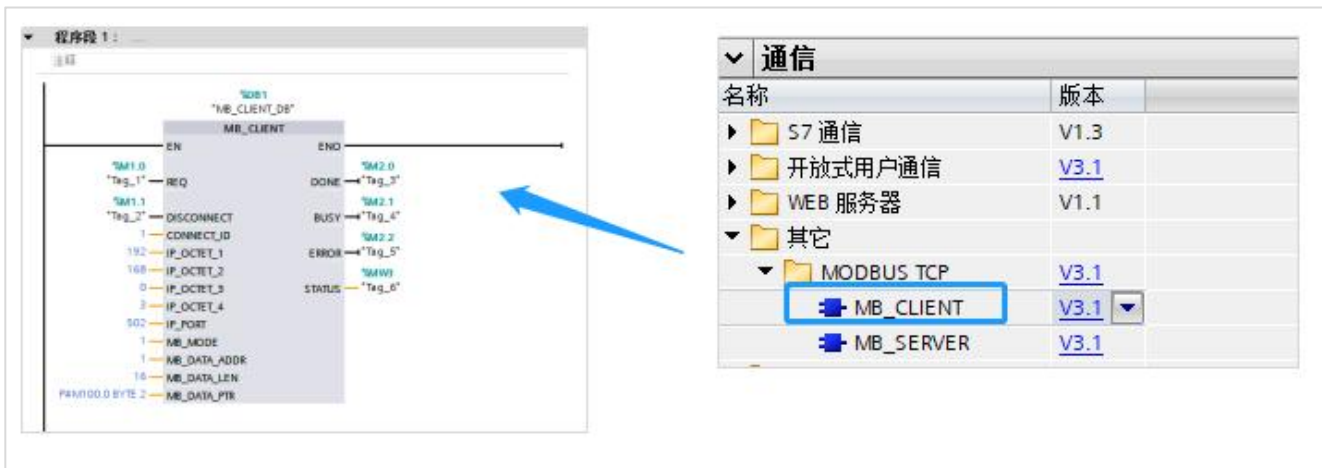 程序段 1： .....
注释
%DB1
"MB_CLIENT_DB"
MB_CLIENT
EN ENO
%M1.0 %M2.0
"Tag_1" REQ DONE "Tag_3"
%M1.1 %M2.1
"Tag_2" DISCONNECT BUSY "Tag_4"
1 CONNECT_ID %M2.2
192 IP_OCTET_1 ERROR "Tag_5"
168 IP_OCTET_2 %MW3
0 IP_OCTET_3 STATUS "Tag_6"
3 IP_OCTET_4
502 IP_PORT
1 MB_MODE
1 MB_DATA_ADDR
16 MB_DATA_LEN
P#M100.0 BYTE 2 MB_DATA_PTR
通信
名称 版本
S7 通信 V1.3
开放式用户通信 V3.1
WEB 服务器 V1.1
其它
MODBUS TCP V3.1
MB_CLIENT V3.1
MB_SERVER V3.1